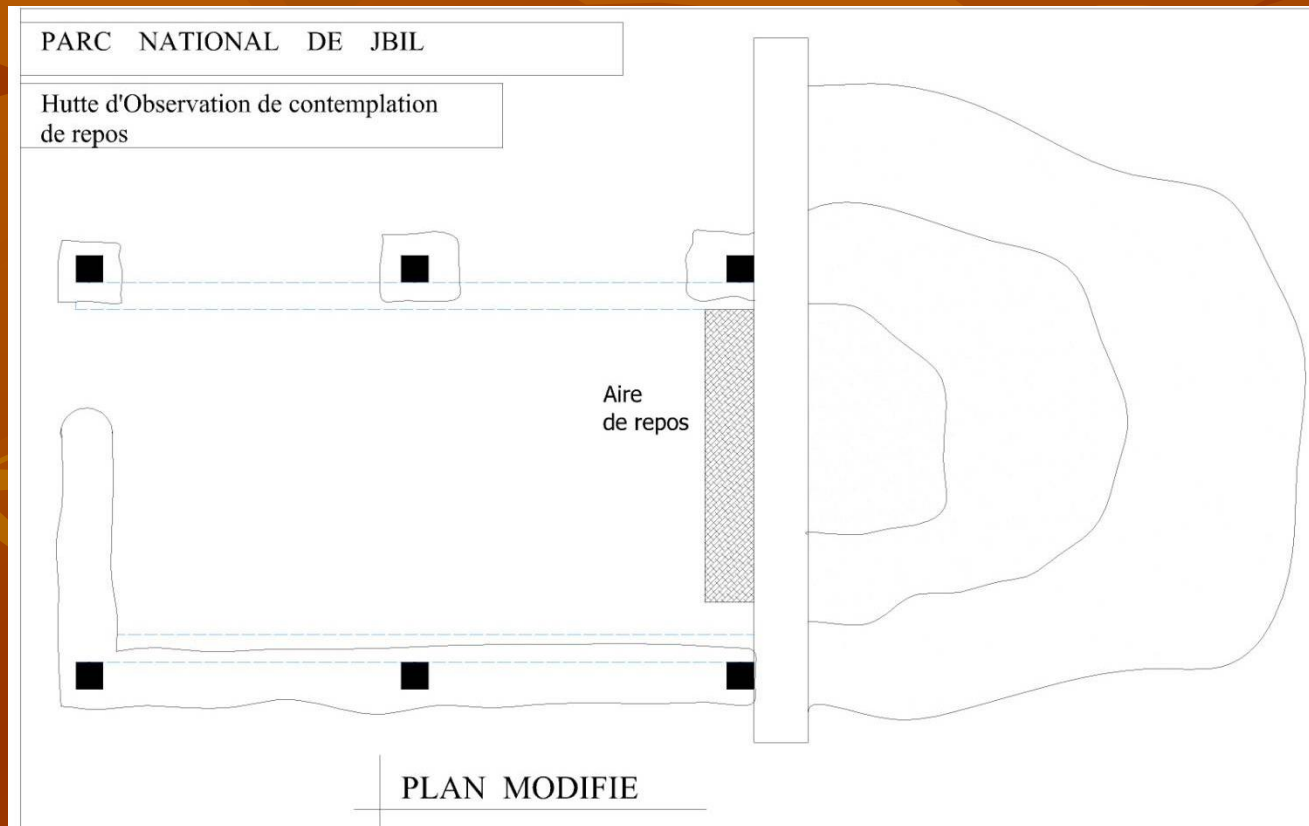 PARC NATIONAL DE JBIL
Hutte d'Observation de contemplation
de repos
Aire
de repos
PLAN MODIFIE